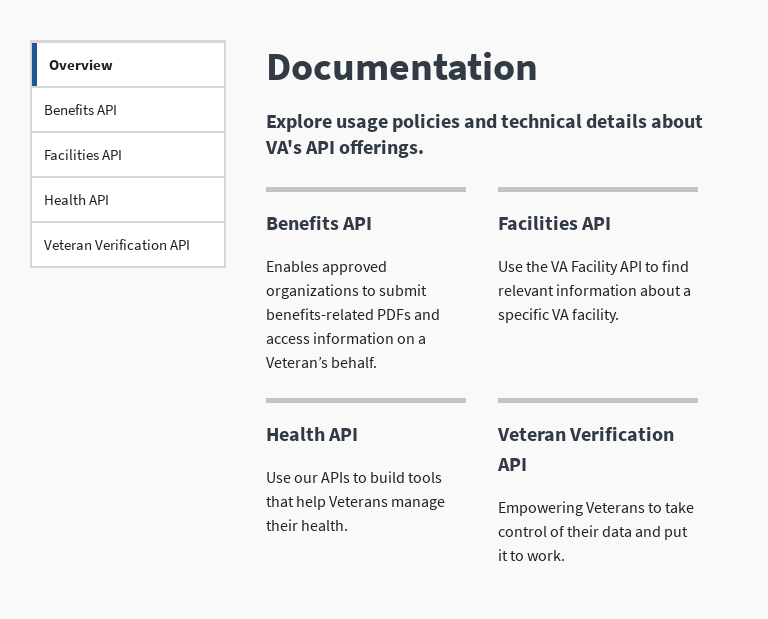 Overview
Benefits API
Facilities API
Health API
Veteran Verification API
Documentation
Explore usage policies and technical details about
VA's API offerings.
Benefits API
Enables approved
organizations to submit
benefits-related PDFs and
access information on a
Veteran’s behalf.
Facilities API
Use the VA Facility API to find
relevant information about a
specific VA facility.
Health API
Use our APIs to build tools
that help Veterans manage
their health.
Veteran Verification
API
Empowering Veterans to take
control of their data and put
it to work.